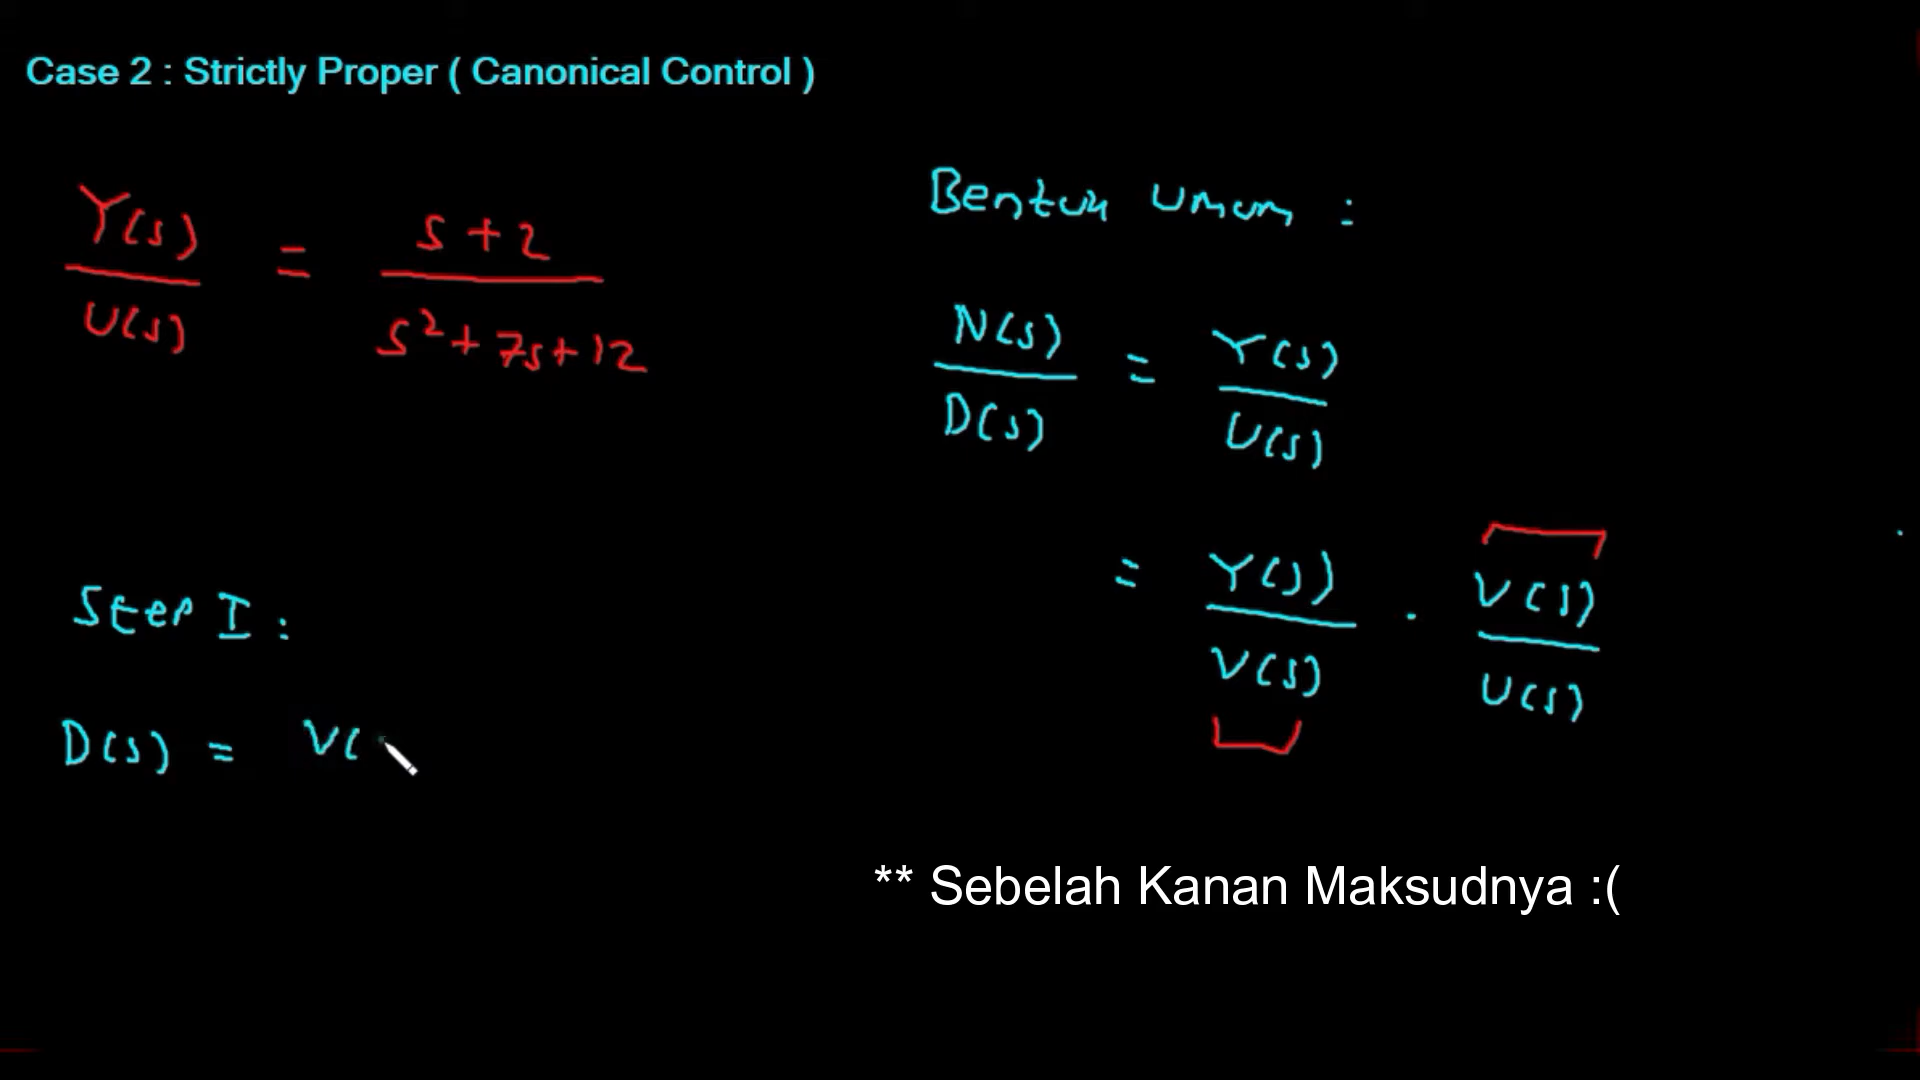 Case 2 : Strictly Proper ( Canonical Control )
Y(s) / U(s) = s + 2 / s² + 7s + 12
Bentuk Umum :
N(s) / D(s) = Y(s) / U(s)
= Y(s) / V(s) . V(s) / U(s)
Step I :
D(s) = V(
** Sebelah Kanan Maksudnya :(